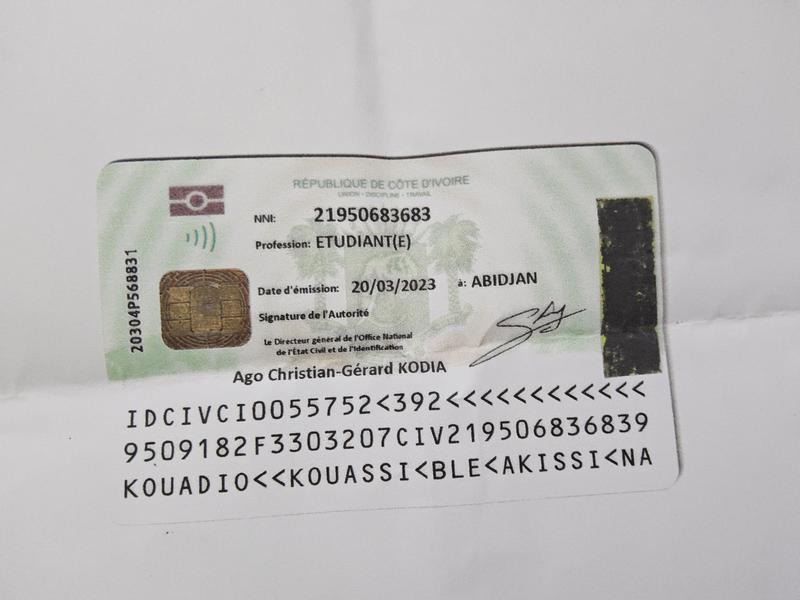 RÉPUBLIQUE DE CÔTE D'IVOIRE
UNION - DISCIPLINE - TRAVAIL
NNI: 21950683683
Profession: ETUDIANT(E)
Date d'émission: 20/03/2023 à: ABIDJAN
Signature de l'Autorité
Le Directeur général de l'Office National
de l'État Civil et de l'Identification
Ago Christian-Gérard KODIA
20304P568831
IDCIVCI0055752<392<<<<<<<<<<<<
9509182F3303207CIV219506836839
KOUADIO<<KOUASSI<BLE<AKISSI<NA